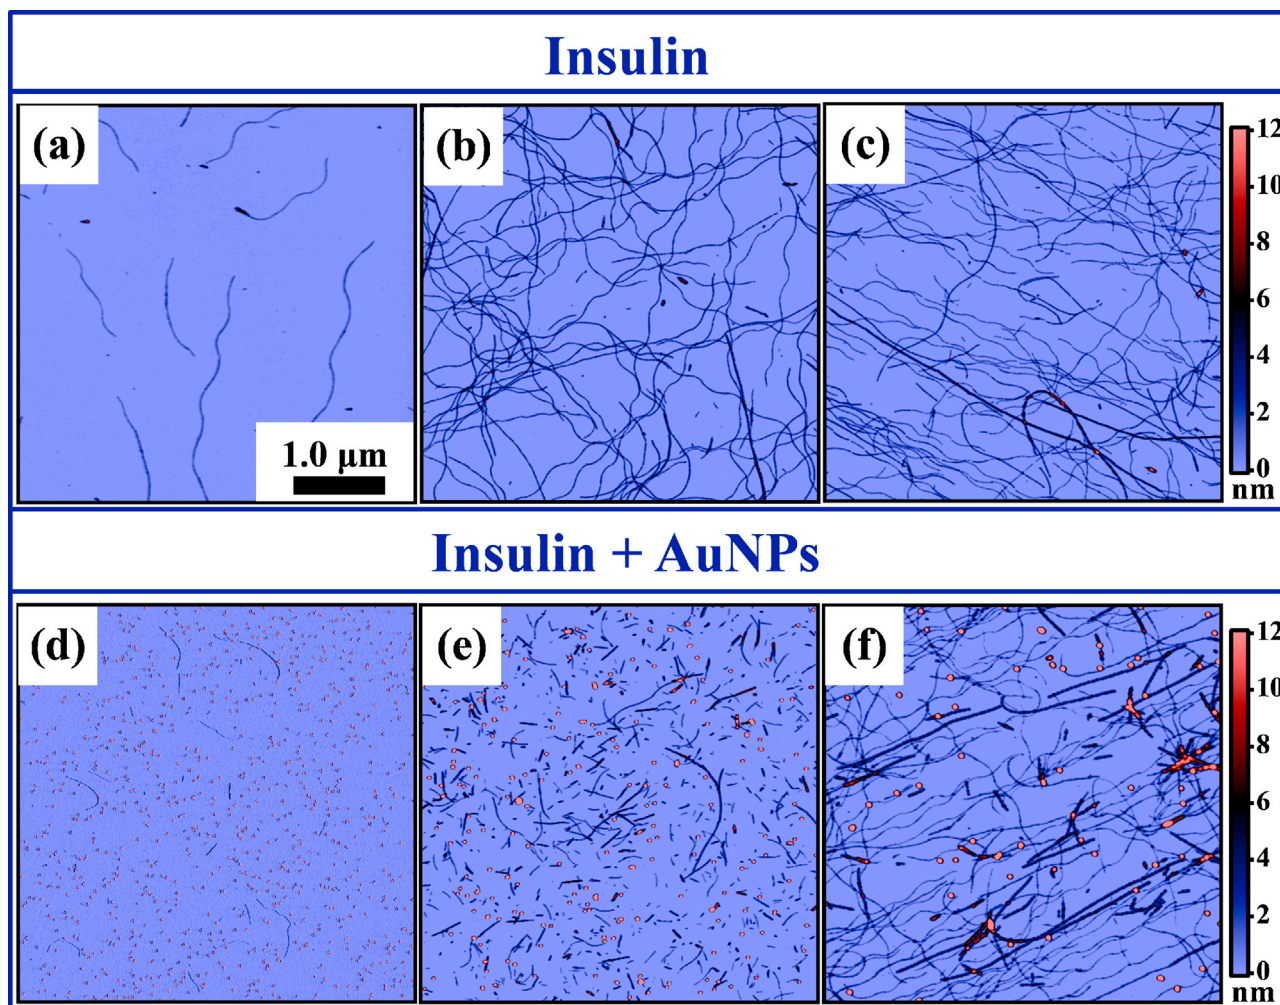 Insulin
(a)
(b)
(c)
1.0 μm
12
10
8
6
4
2
0
nm
Insulin + AuNPs
(d)
(e)
(f)
12
10
8
6
4
2
0
nm